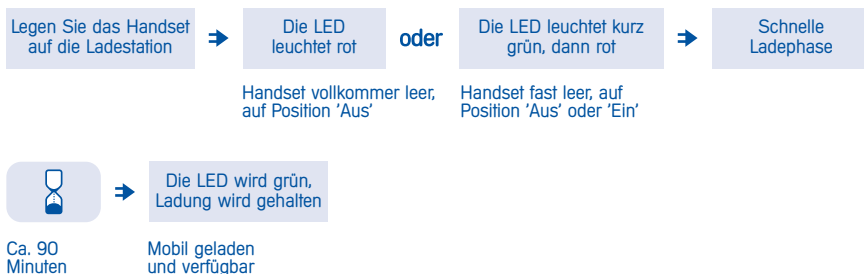 Legen Sie das Handset
auf die Ladestation
Die LED
leuchtet rot
oder
Die LED leuchtet kurz
grün, dann rot
Schnelle
Ladephase
Handset vollkommer leer,
auf Position 'Aus'
Handset fast leer, auf
Position 'Aus' oder 'Ein'
Die LED wird grün,
Ladung wird gehalten
Ca. 90
Minuten
Mobil geladen
und verfügbar